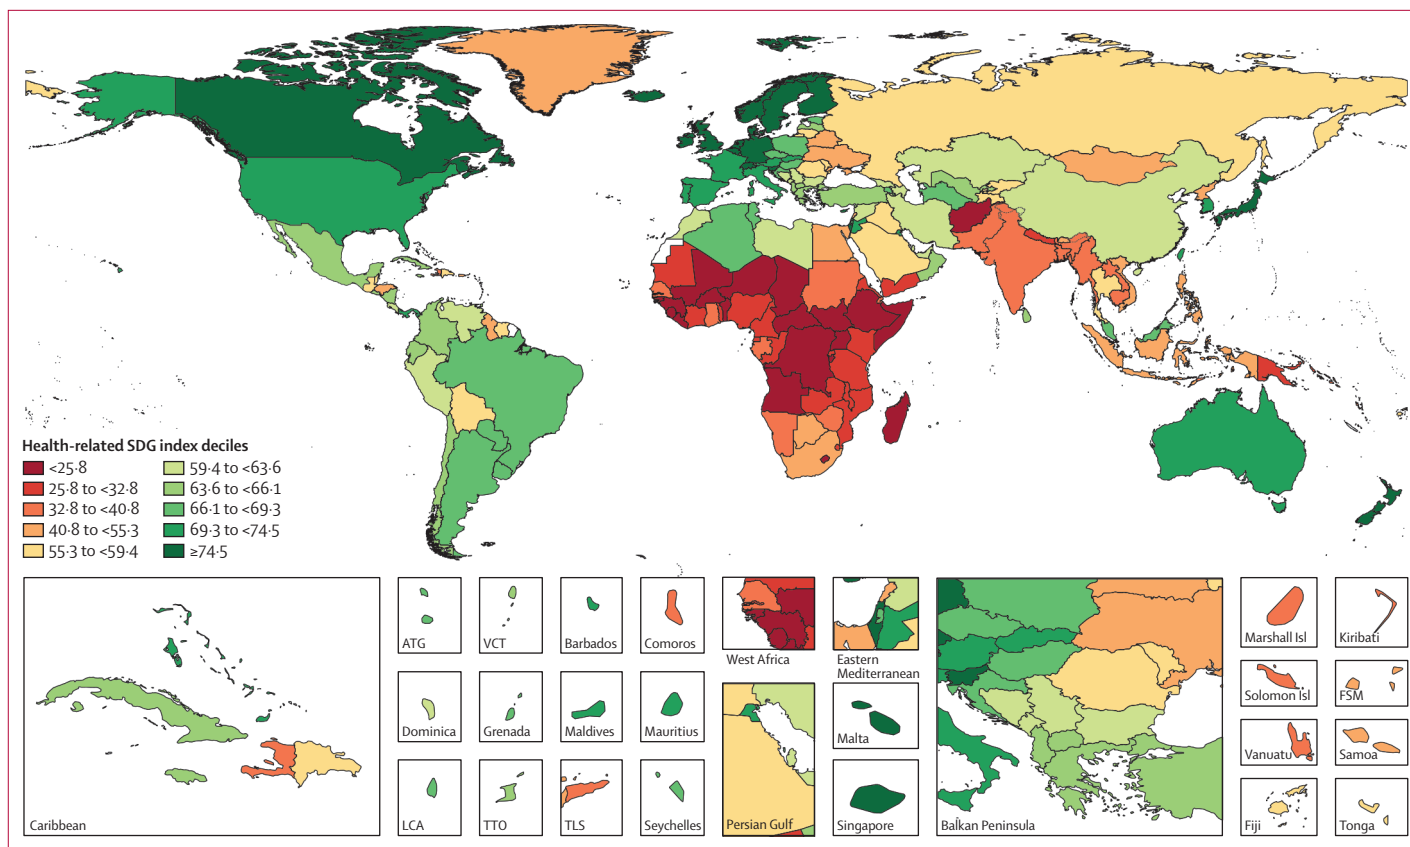 Health-related SDG index deciles
<25·8
25·8 to <32·8
32·8 to <40·8
40·8 to <55·3
55·3 to <59·4
59·4 to <63·6
63·6 to <66·1
66·1 to <69·3
69·3 to <74·5
≥74·5
Caribbean
ATG
VCT
Barbados
Comoros
Dominica
Grenada
Maldives
Mauritius
LCA
TTO
TLS
Seychelles
West Africa
Eastern
Mediterranean
Persian Gulf
Malta
Singapore
Balkan Peninsula
Marshall Isl
Kiribati
Solomon Isl
FSM
Vanuatu
Samoa
Fiji
Tonga